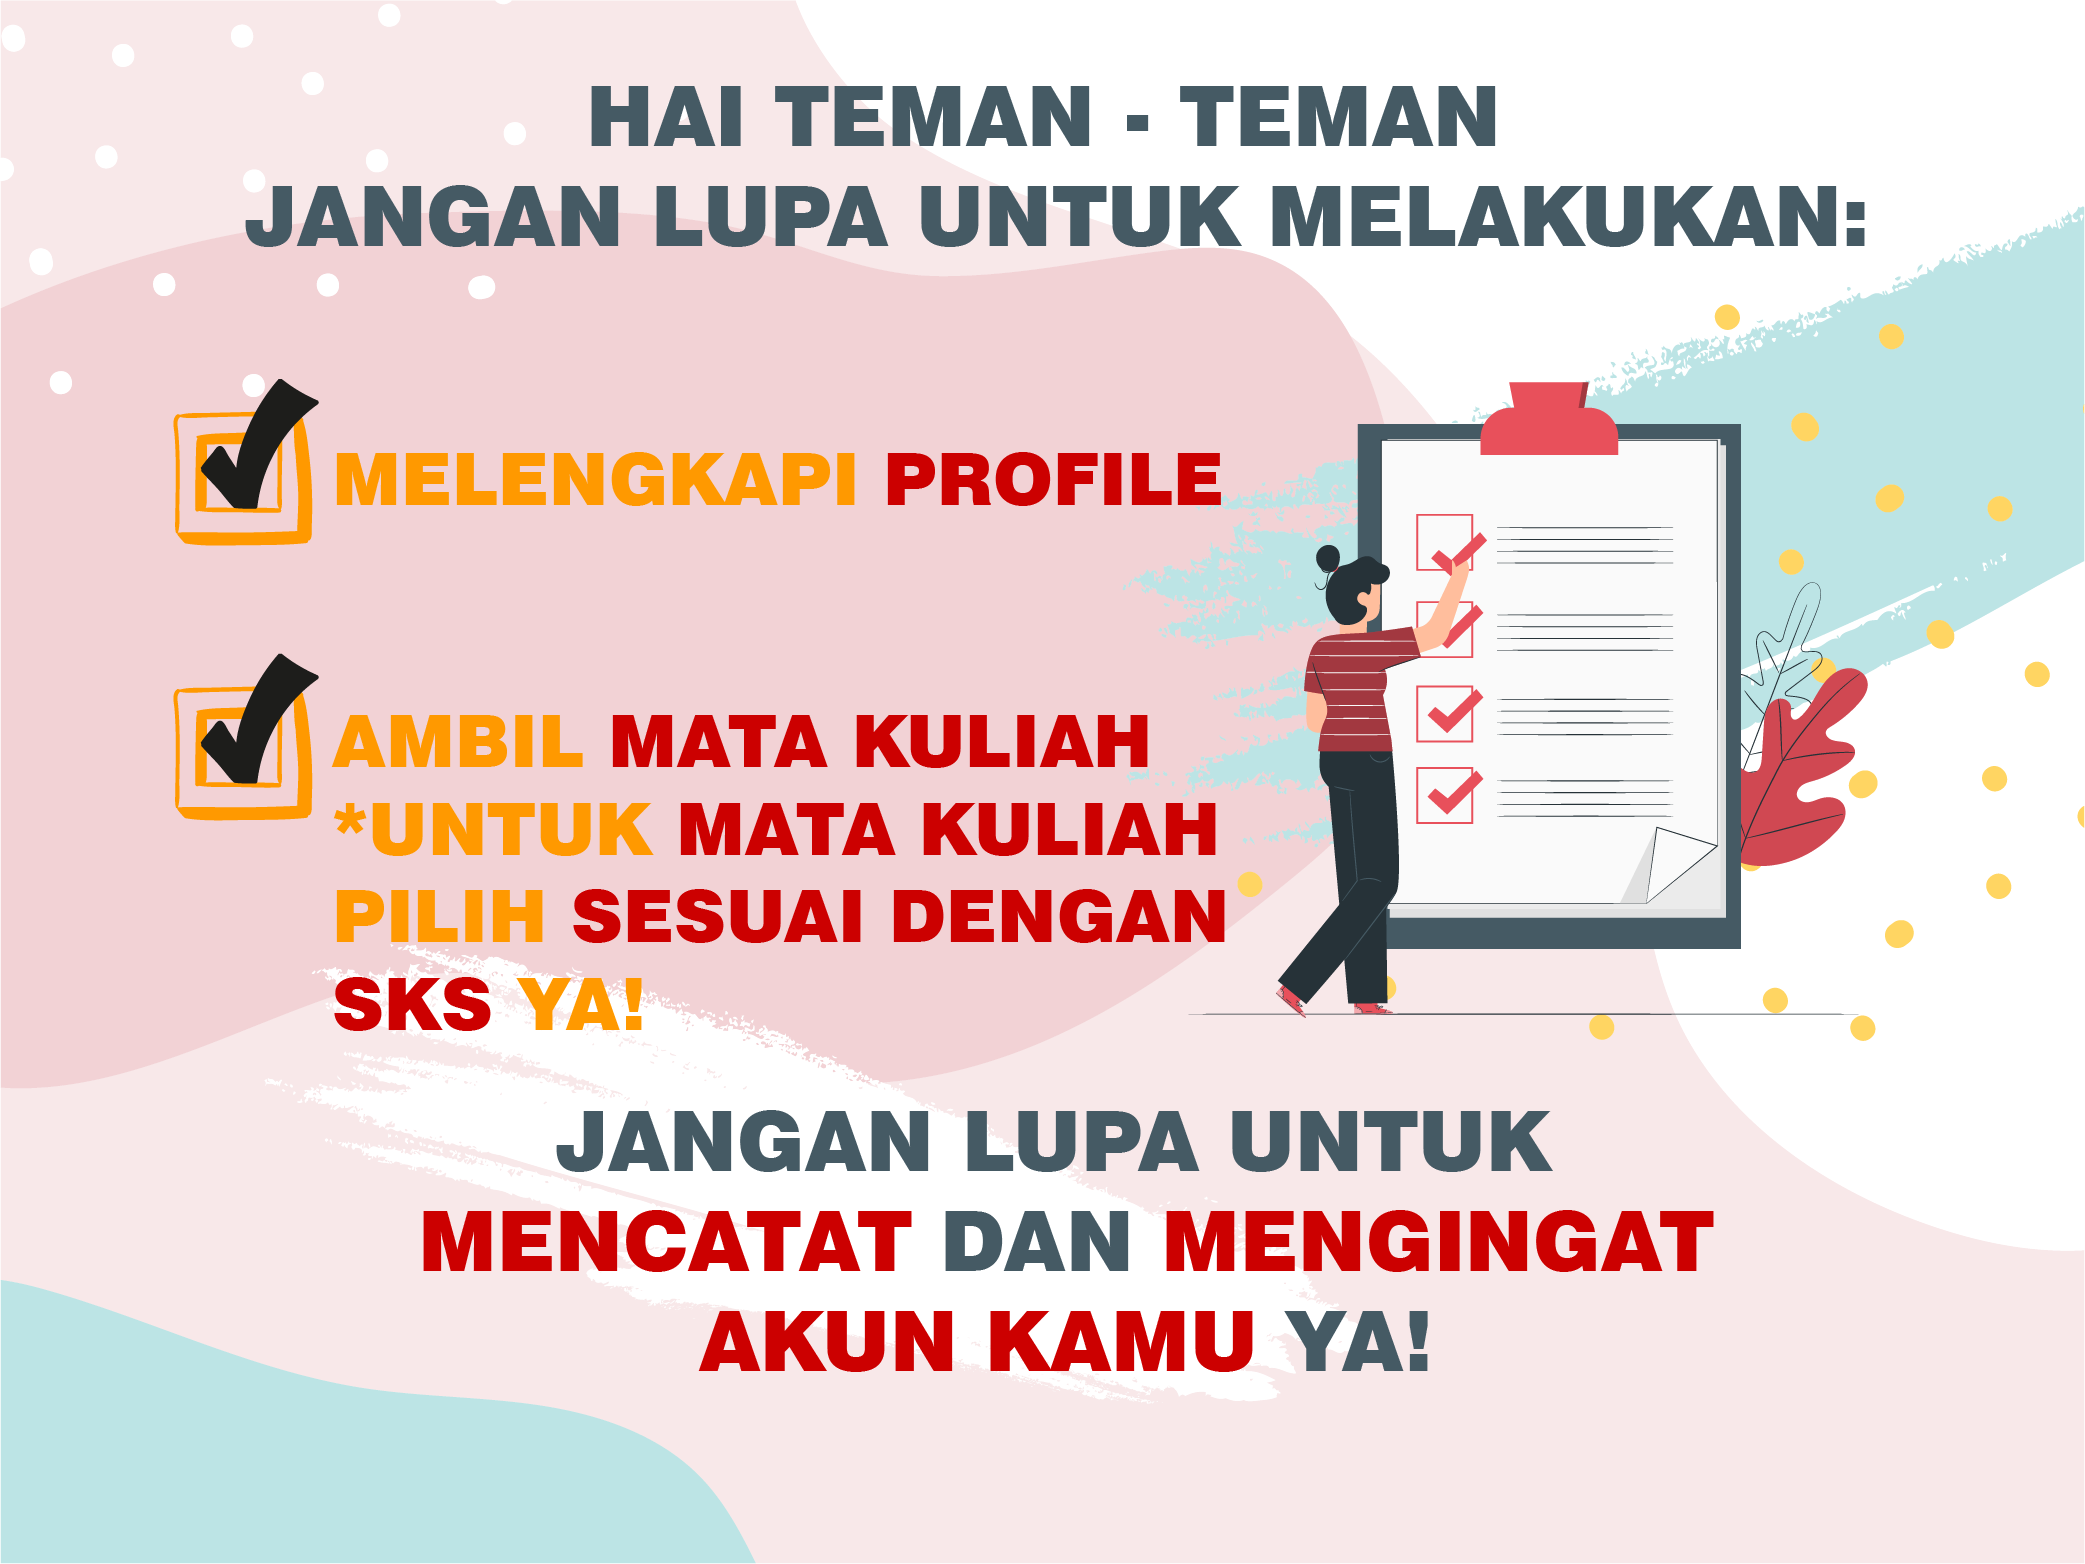 HAI TEMAN - TEMAN
JANGAN LUPA UNTUK MELAKUKAN:
MELENGKAPI PROFILE
AMBIL MATA KULIAH
*UNTUK MATA KULIAH
PILIH SESUAI DENGAN
SKS YA!
JANGAN LUPA UNTUK
MENCATAT DAN MENGINGAT
AKUN KAMU YA!